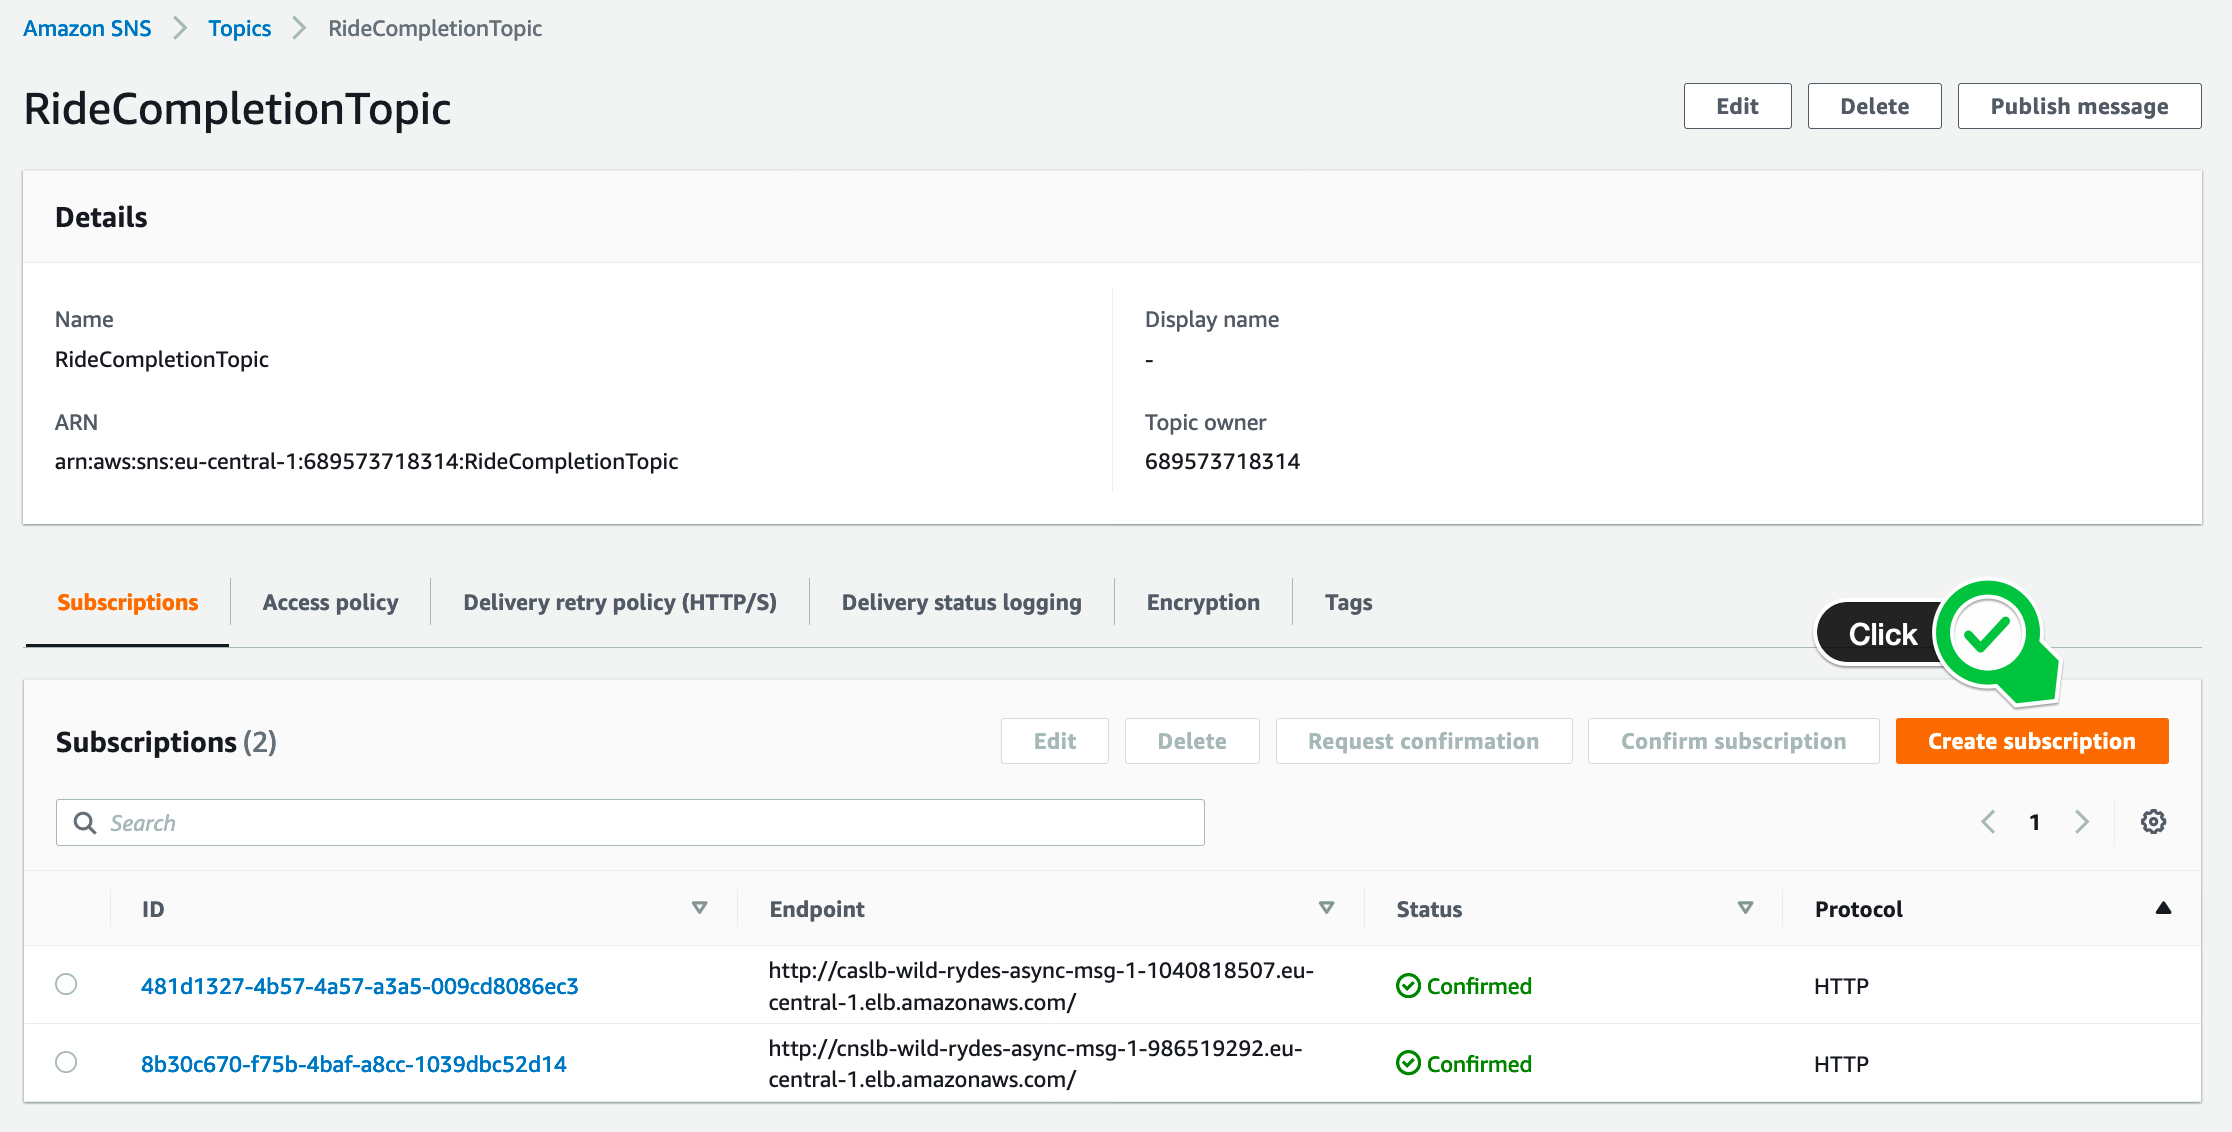 Amazon SNS > Topics > RideCompletionTopic
RideCompletionTopic
Edit Delete Publish message
Details
Name
RideCompletionTopic
Display name
-
ARN
arn:aws:sns:eu-central-1:689573718314:RideCompletionTopic
Topic owner
689573718314
Subscriptions Access policy Delivery retry policy (HTTP/S) Delivery status logging Encryption Tags
Click
Subscriptions (2)
Edit Delete Request confirmation Confirm subscription Create subscription
Search
1
ID Endpoint Status Protocol
481d1327-4b57-4a57-a3a5-009cd8086ec3
http://caslb-wild-rydes-async-msg-1-1040818507.eu-
central-1.elb.amazonaws.com/
Confirmed
HTTP
8b30c670-f75b-4baf-a8cc-1039dbc52d14
http://cnslb-wild-rydes-async-msg-1-986519292.eu-
central-1.elb.amazonaws.com/
Confirmed
HTTP